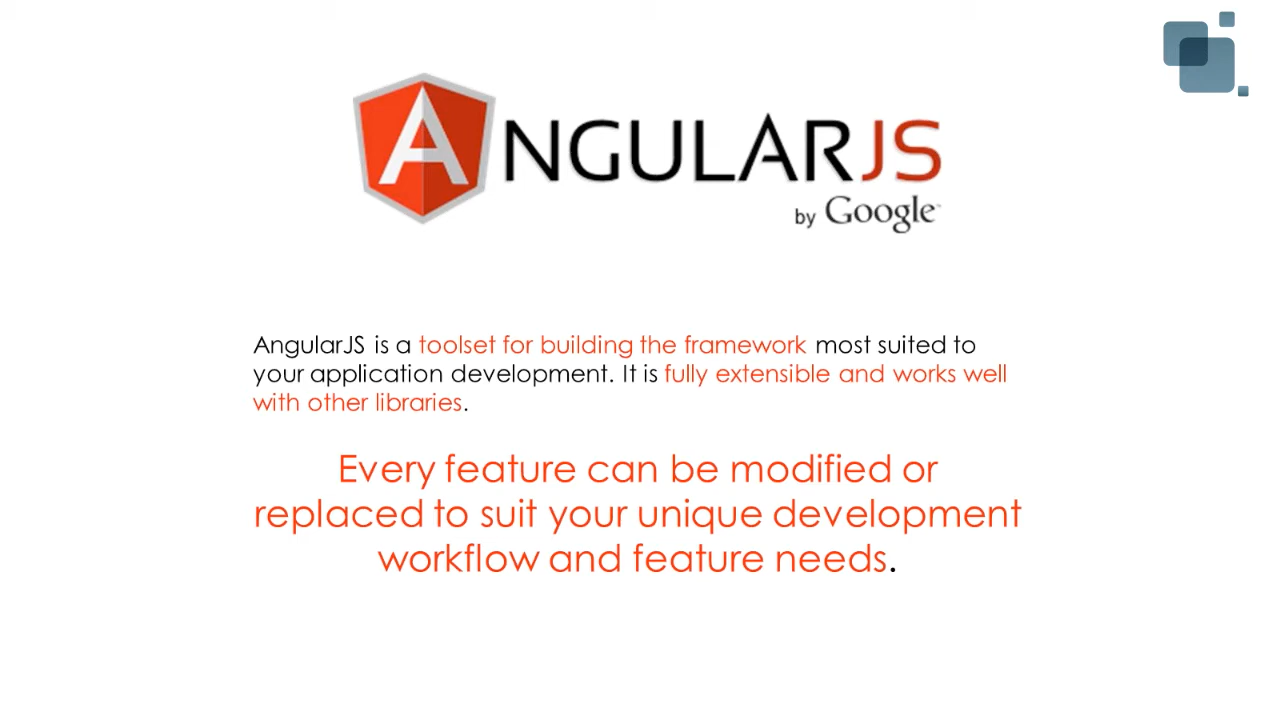 ANGULARJS
by Google™
AngularJS is a toolset for building the framework most suited to
your application development. It is fully extensible and works well
with other libraries.
Every feature can be modified or
replaced to suit your unique development
workflow and feature needs.